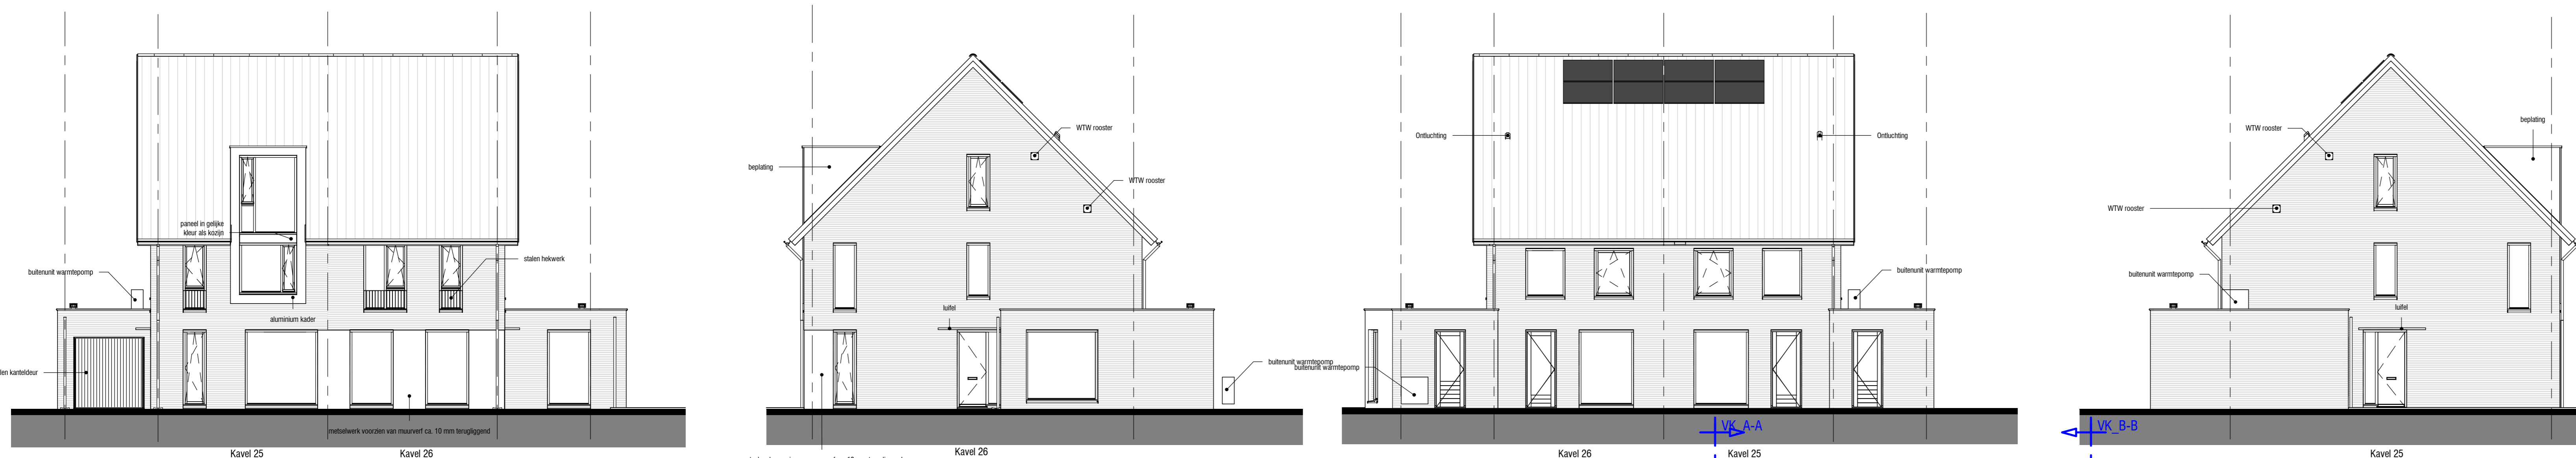 paneel in gelijke
kleur als kozijn
buitenunit warmtepomp
stalen hekwerk
aluminium kader
len kanteldeur
metselwerk voorzien van muurverf ca. 10 mm terugliggend
Kavel 25
Kavel 26
WTW rooster
beplating
WTW rooster
luifel
buitenunit warmtepomp
Kavel 26
Ontluchting
Ontluchting
buitenunit warmtepomp
buitenunit warmtepomp
VK_A-A
Kavel 26
Kavel 25
beplating
WTW rooster
WTW rooster
buitenunit warmtepomp
luifel
VK_B-B
Kavel 25